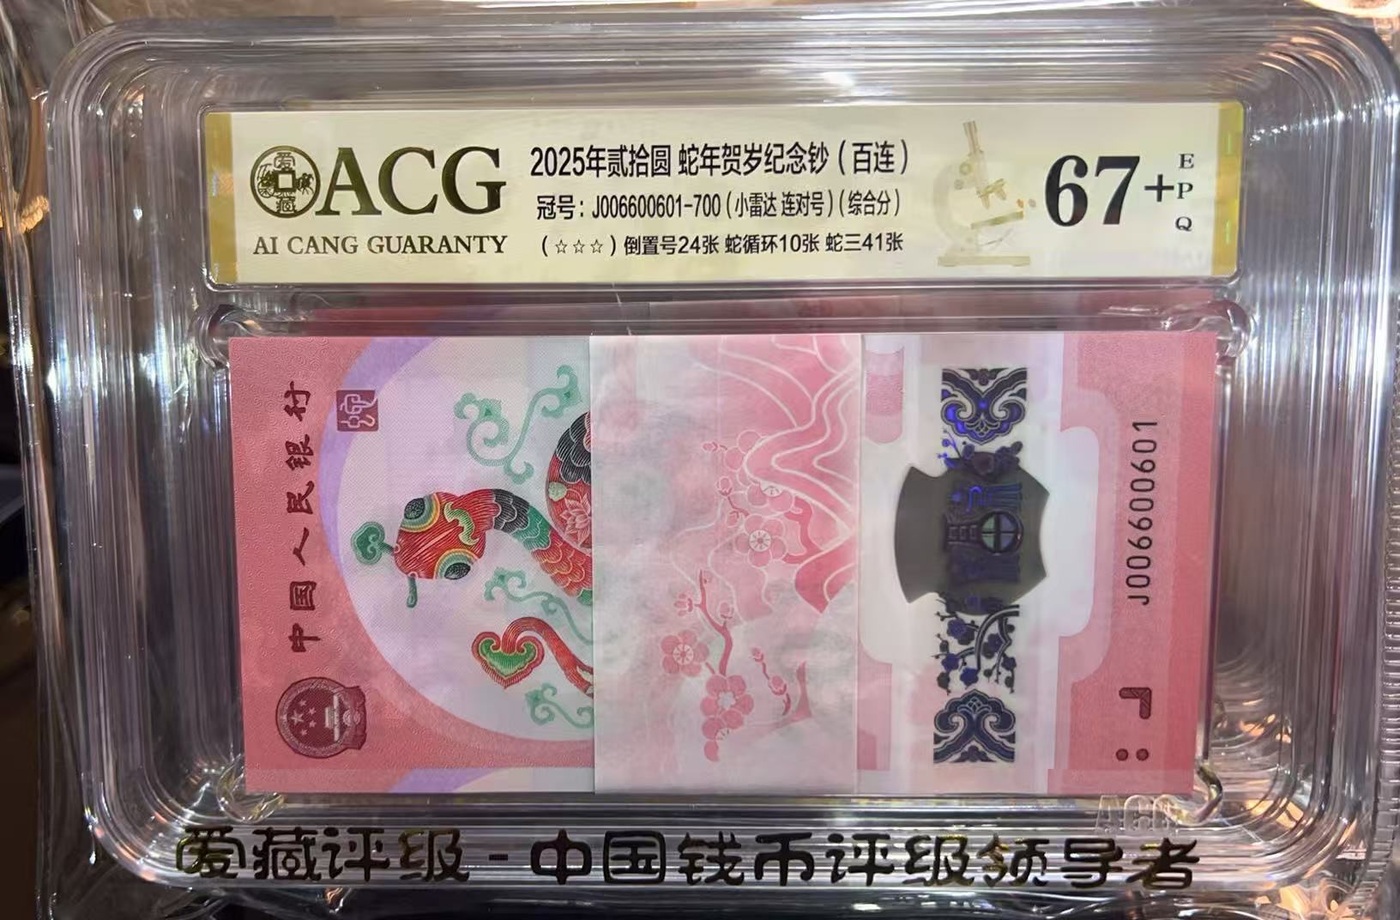 ACG
AI CANG GUARANTY
2025年贰拾圆 蛇年贺岁纪念钞（百连）
冠号：J006600601-700（小雷达 连对号）（综合分）
（☆☆☆）倒置号24张 蛇循环10张 蛇三41张
67+
EPQ
中国人民银行
J006600601
爱藏评级-中国钱币评级领导者